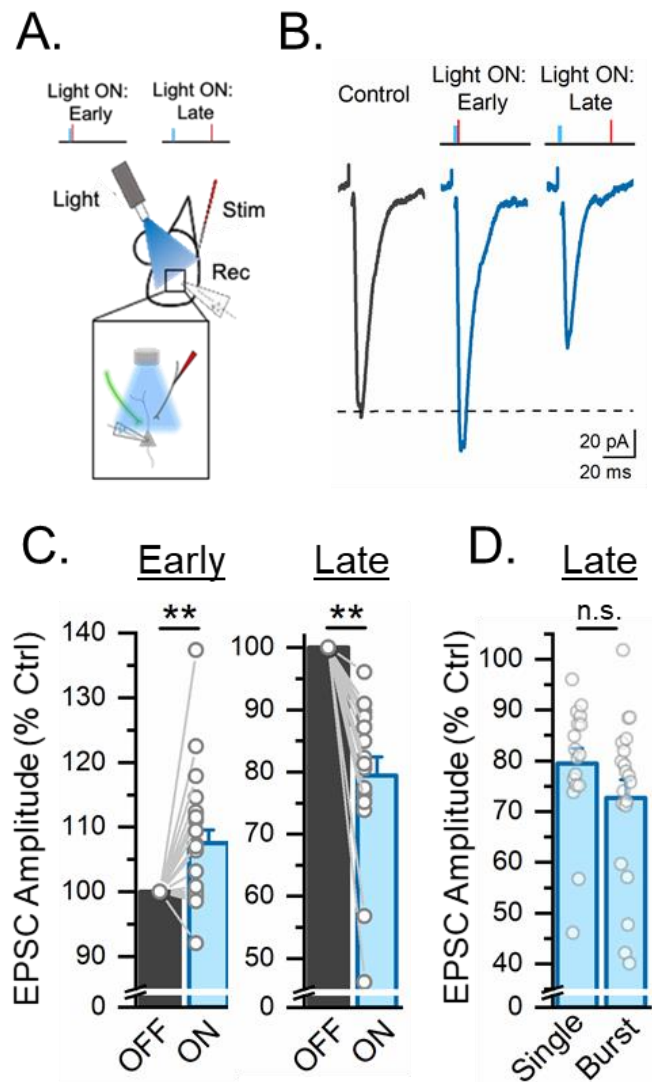 A.
Light ON:
Early
Light ON:
Late
Light
Stim
Rec
B.
Control
Light ON:
Early
Light ON:
Late
20 pA
20 ms
C.
Early
Late
**
**
EPSC Amplitude (% Ctrl)
140
130
120
110
100
90
0
OFF
ON
100
90
80
70
60
50
0
OFF
ON
D.
Late
n.s.
EPSC Amplitude (% Ctrl)
100
90
80
70
60
50
40
0
Single
Burst